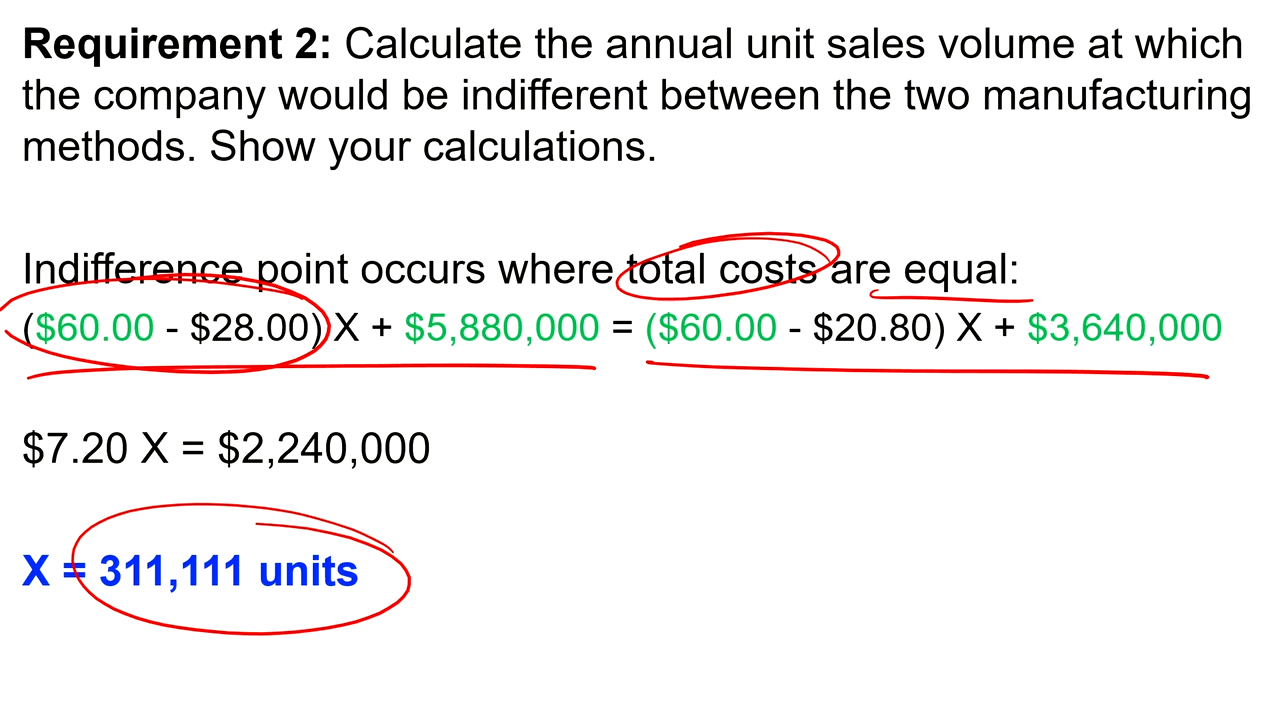 Requirement 2: Calculate the annual unit sales volume at which
the company would be indifferent between the two manufacturing
methods. Show your calculations.
Indifference point occurs where total costs are equal:
($60.00 - $28.00) X + $5,880,000 = ($60.00 - $20.80) X + $3,640,000
$7.20 X = $2,240,000
X = 311,111 units